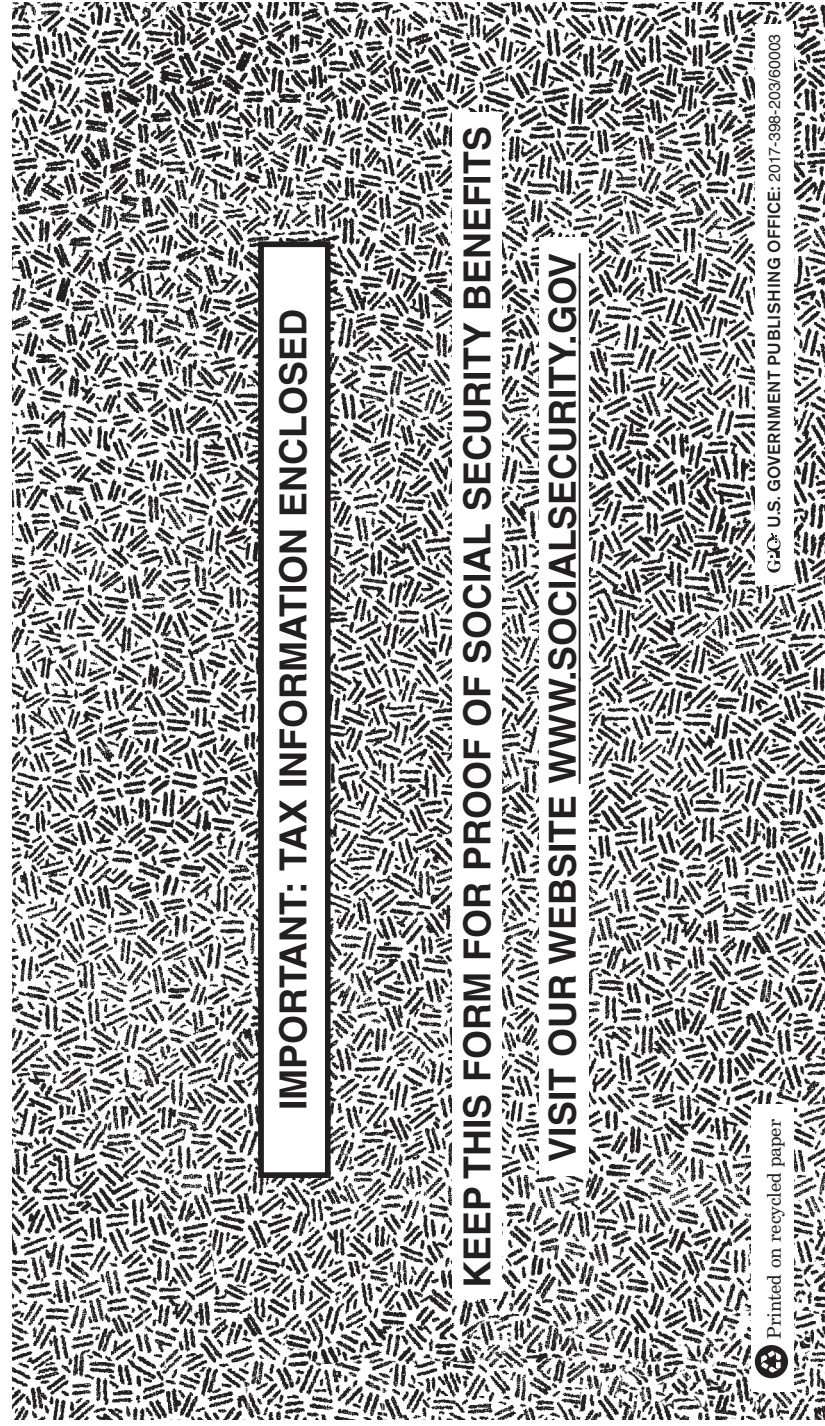 IMPORTANT: TAX INFORMATION ENCLOSED
KEEP THIS FORM FOR PROOF OF SOCIAL SECURITY BENEFITS
VISIT OUR WEBSITE WWW.SOCIALSECURITY.GOV
Printed on recycled paper
U.S. GOVERNMENT PUBLISHING OFFICE: 2017-398-203/60003